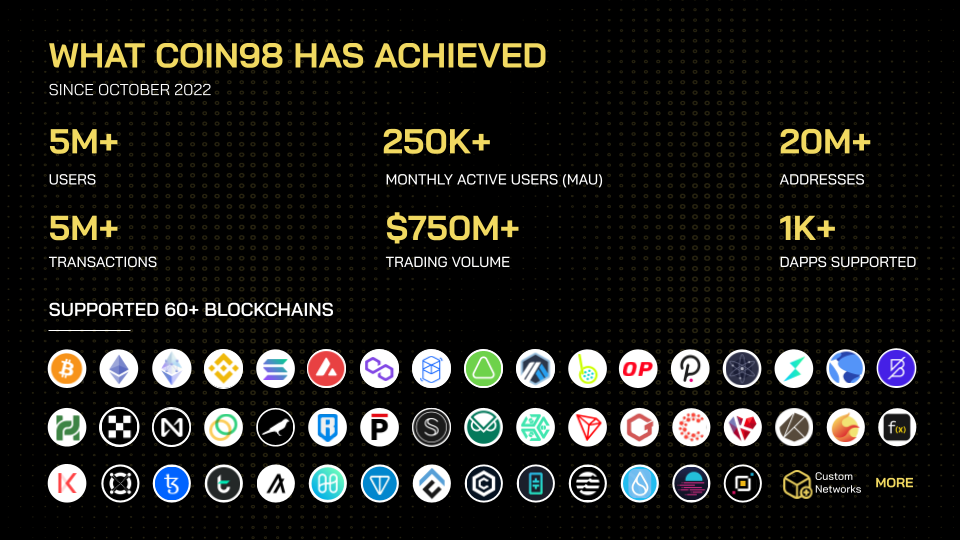 WHAT COIN98 HAS ACHIEVED
SINCE OCTOBER 2022
5M+
250K+
20M+
USERS
MONTHLY ACTIVE USERS (MAU)
ADDRESSES
5M+
$750M+
1K+
TRANSACTIONS
TRADING VOLUME
DAPPS SUPPORTED
SUPPORTED 60+ BLOCKCHAINS
OP
f(x)
Custom
Networks
MORE